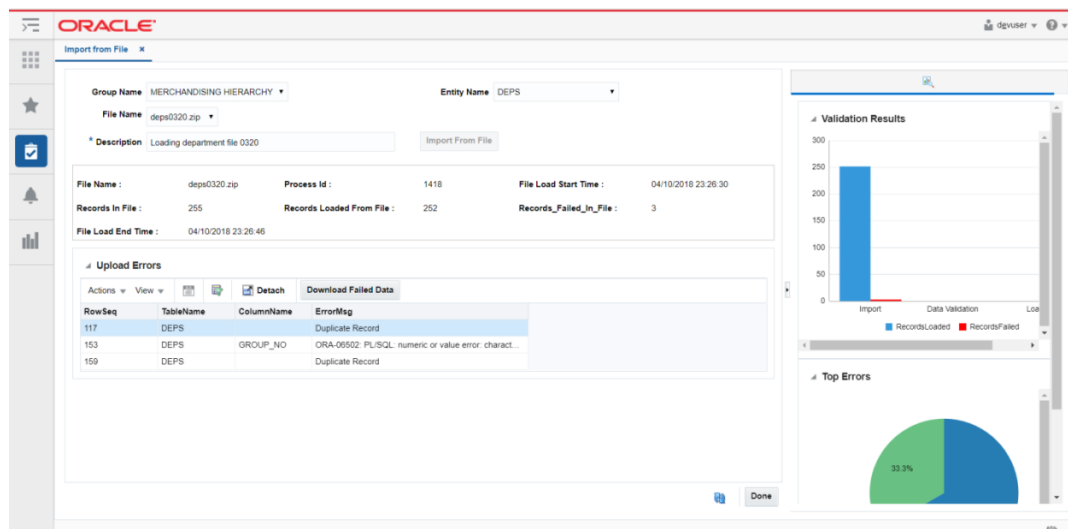 ORACLE
devuser
Import from File ×
Group Name MERCHANDISING HIERARCHY Entity Name DEPS
File Name deps0320.zip
* Description Loading department file 0320 Import From File
File Name : deps0320.zip Process Id : 1418 File Load Start Time : 04/10/2018 23:26:30
Records In File : 255 Records Loaded From File : 252 Records_Failed_In_File : 3
File Load End Time : 04/10/2018 23:26:46
Upload Errors
Actions View Detach Download Failed Data
RowSeq TableName ColumnName ErrorMsg
117 DEPS Duplicate Record
153 DEPS GROUP_NO ORA-06502: PL/SQL: numeric or value error: charact...
159 DEPS Duplicate Record
Done
Validation Results
300
250
200
150
100
50
0
Import Data Validation Loa
RecordsLoaded RecordsFailed
Top Errors
33.3%